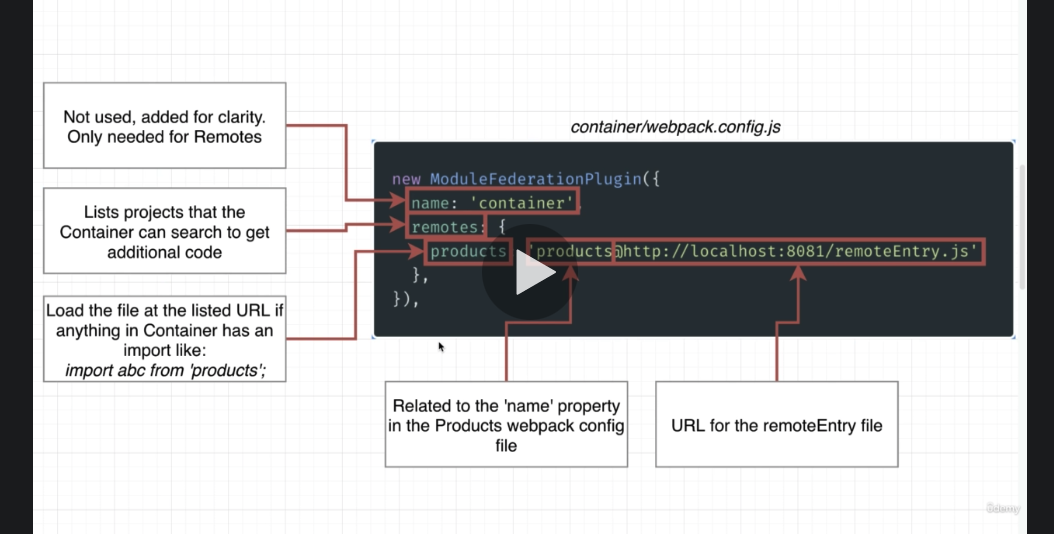 Not used, added for clarity.
Only needed for Remotes
Lists projects that the
Container can search to get
additional code
Load the file at the listed URL if
anything in Container has an
import like:
import abc from 'products';
container/webpack.config.js
new ModuleFederationPlugin({
name: 'container',
remotes: {
products: 'products@http://localhost:8081/remoteEntry.js'
},
}),
Related to the 'name' property
in the Products webpack config
file
URL for the remoteEntry file
ûdemy